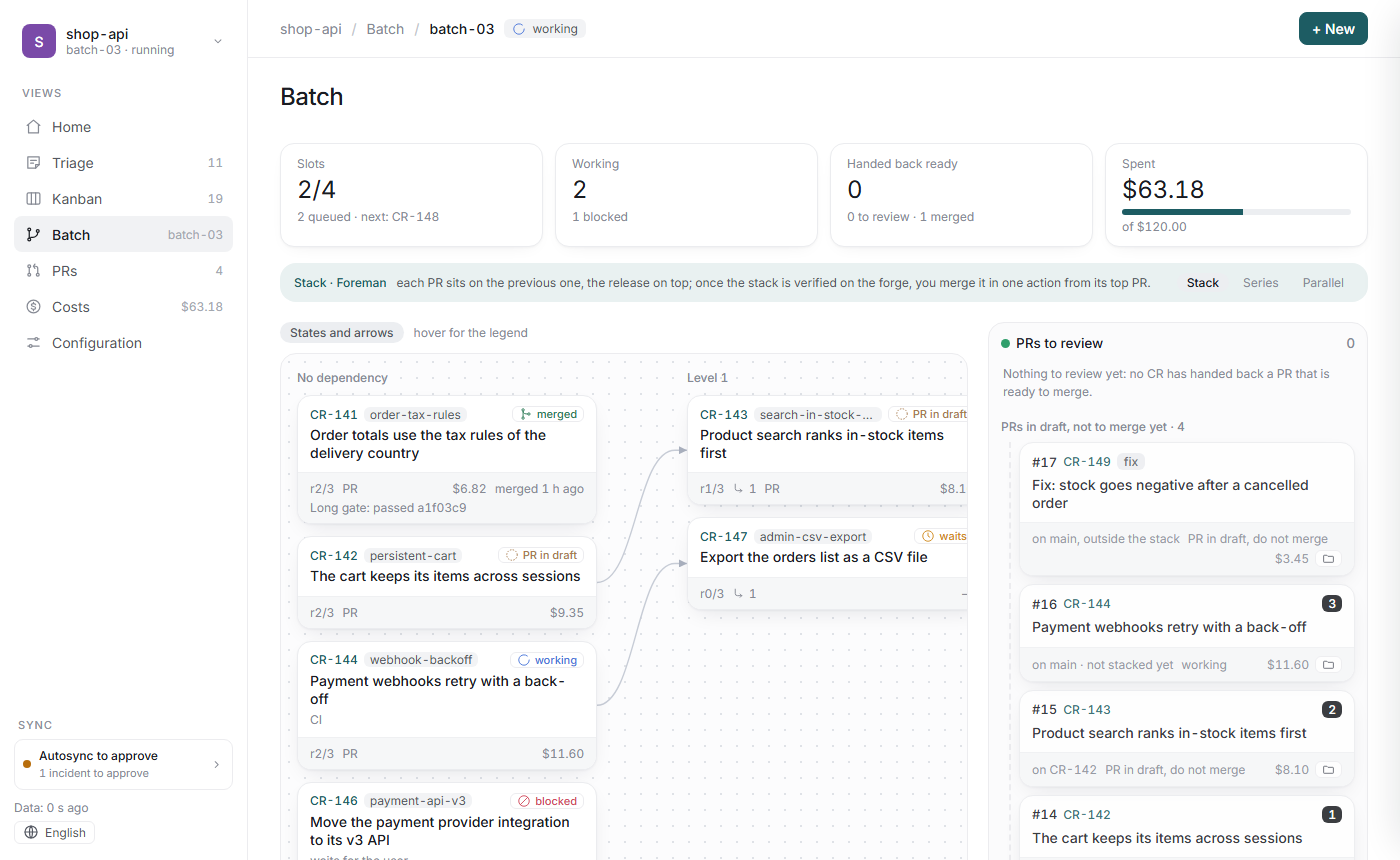 S
shop-api
batch-03 · running
VIEWS
Home
Triage 11
Kanban 19
Batch batch-03
PRs 4
Costs $63.18
Configuration
SYNC
Autosync to approve
1 incident to approve
Data: 0 s ago
English
shop-api / Batch / batch-03 working
+ New
Batch
Slots
2/4
2 queued · next: CR-148
Working
2
1 blocked
Handed back ready
0
0 to review · 1 merged
Spent
$63.18
of $120.00
Stack · Foreman each PR sits on the previous one, the release on top; once the stack is verified on the forge, you merge it in one action from its top PR. Stack Series Parallel
States and arrows hover for the legend
No dependency
CR-141 order-tax-rules merged
Order totals use the tax rules of the
delivery country
r2/3 PR $6.82 merged 1 h ago
Long gate: passed a1f03c9
CR-142 persistent-cart PR in draft
The cart keeps its items across sessions
r2/3 PR $9.35
CR-144 webhook-backoff working
Payment webhooks retry with a back-
off
CI
r2/3 PR $11.60
CR-146 payment-api-v3 blocked
Move the payment provider integration
to its v3 API
waits for the user
Level 1
CR-143 search-in-stock-... PR in draft
Product search ranks in-stock items
first
r1/3 1 PR $8.1
CR-147 admin-csv-export waits
Export the orders list as a CSV file
r0/3 1 –
PRs to review 0
Nothing to review yet: no CR has handed back a PR that is
ready to merge.
PRs in draft, not to merge yet · 4
#17 CR-149 fix
Fix: stock goes negative after a cancelled
order
on main, outside the stack PR in draft, do not merge
$3.45
#16 CR-144 3
Payment webhooks retry with a back-off
on main · not stacked yet working $11.60
#15 CR-143 2
Product search ranks in-stock items first
on CR-142 PR in draft, do not merge $8.10
#14 CR-142 1
The cart keeps its items across sessions